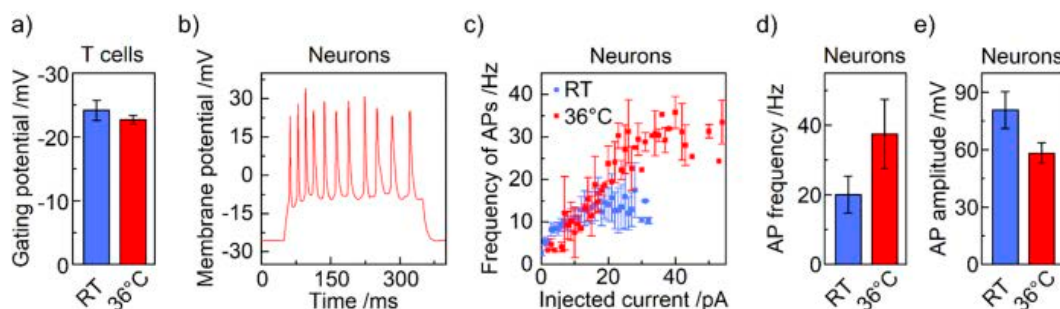 a)
T cells
Gating potential /mV
-30
-20
-10
0
RT
36°C
b)
Neurons
Membrane potential /mV
30
15
0
-15
-30
0
150
300
Time /ms
c)
Neurons
Frequency of APs /Hz
40
30
20
10
0
RT
36°C
0
20
40
Injected current /pA
d)
Neurons
AP frequency /Hz
40
20
0
RT
36°C
e)
Neurons
AP amplitude /mV
90
60
30
0
RT
36°C